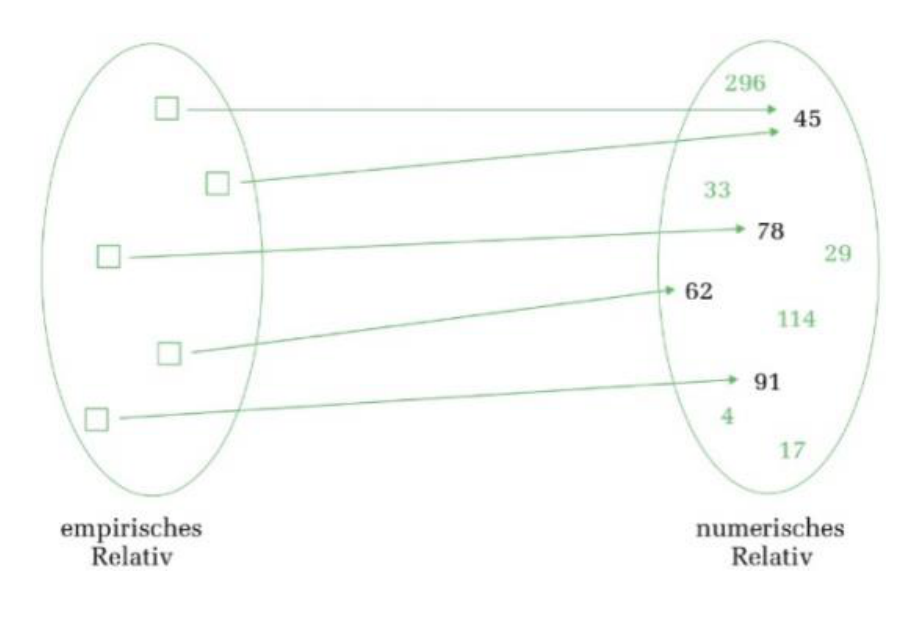 296
45
33
78
29
62
114
91
4
17
empirisches
Relativ
numerisches
Relativ